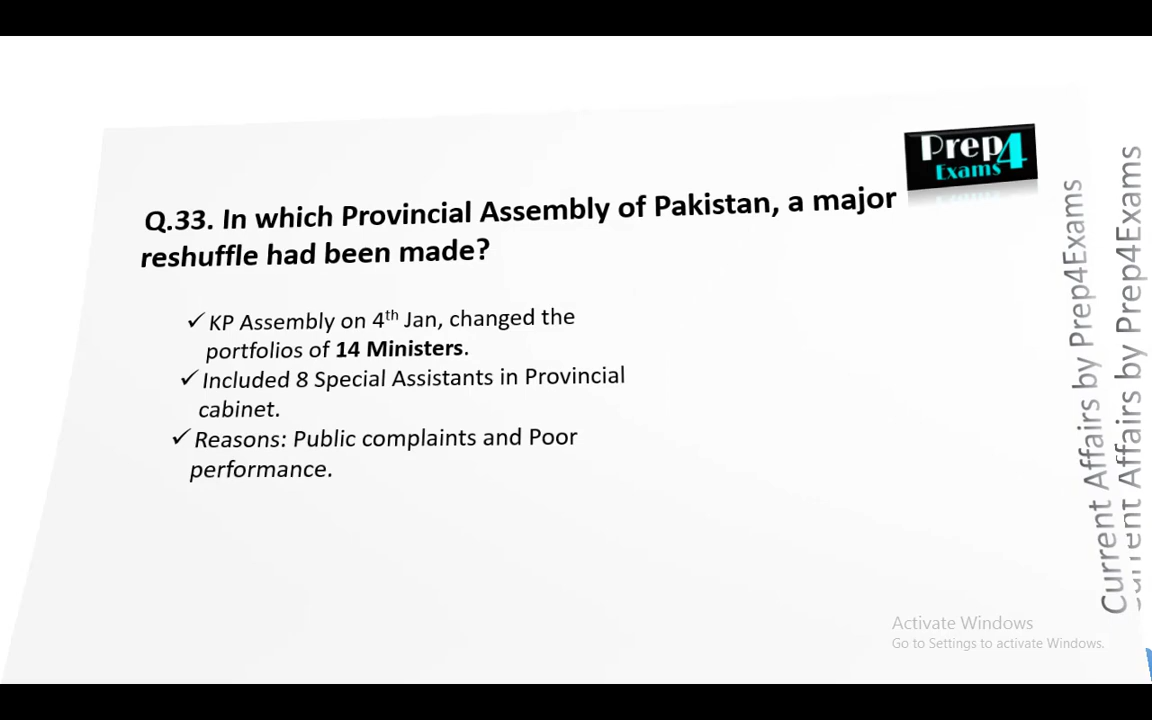 Prep4
Exams
Q.33. In which Provincial Assembly of Pakistan, a major
reshuffle had been made?
✓ KP Assembly on 4th Jan, changed the
portfolios of 14 Ministers.
✓ Included 8 Special Assistants in Provincial
cabinet.
✓ Reasons: Public complaints and Poor
performance.
Current Affairs by Prep4Exams
Current Affairs by Prep4Exams
Activate Windows
Go to Settings to activate Windows.